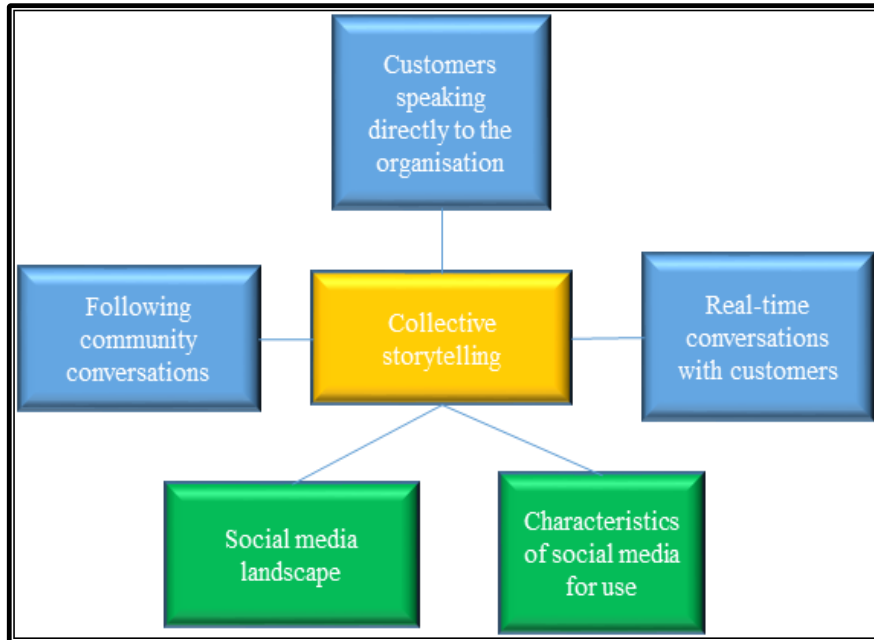 Customers
speaking
directly to the
organisation
Following
community
conversations
Collective
storytelling
Real-time
conversations
with customers
Social media
landscape
Characteristics
of social media
for use